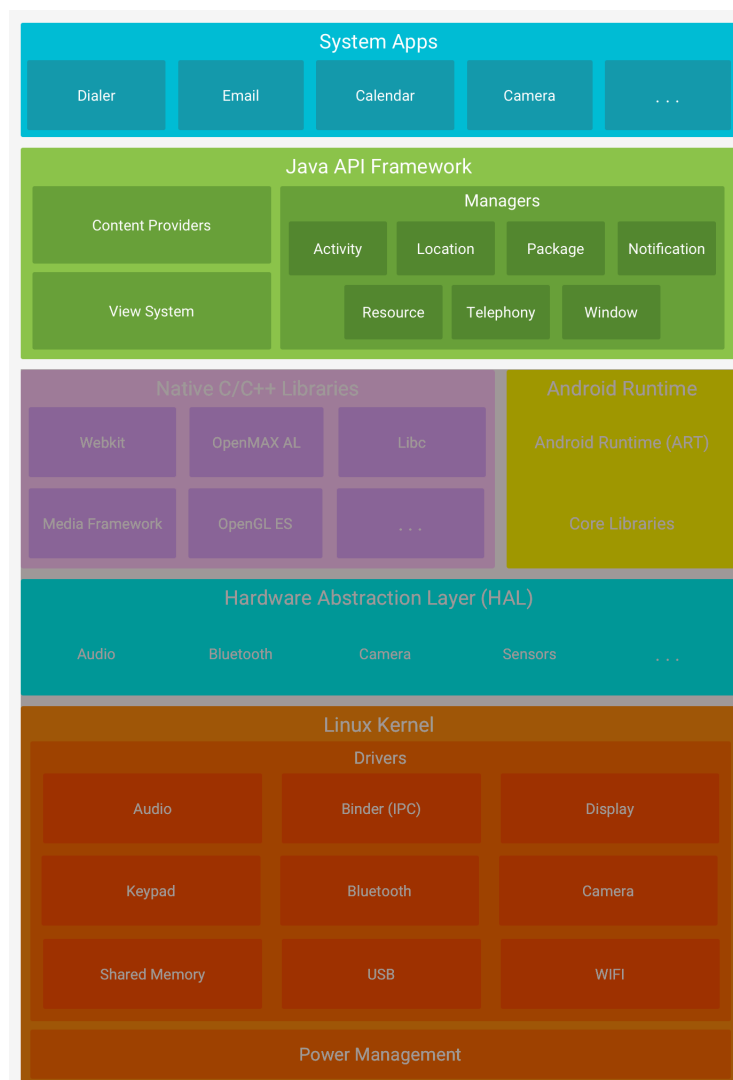 System Apps
Dialer Email Calendar Camera . . .
Java API Framework
Content Providers
View System
Managers
Activity Location Package Notification
Resource Telephony Window
Native C/C++ Libraries
Webkit OpenMAX AL Libc
Media Framework OpenGL ES . . .
Android Runtime
Android Runtime (ART)
Core Libraries
Hardware Abstraction Layer (HAL)
Audio Bluetooth Camera Sensors . . .
Linux Kernel
Drivers
Audio Binder (IPC) Display
Keypad Bluetooth Camera
Shared Memory USB WIFI
Power Management